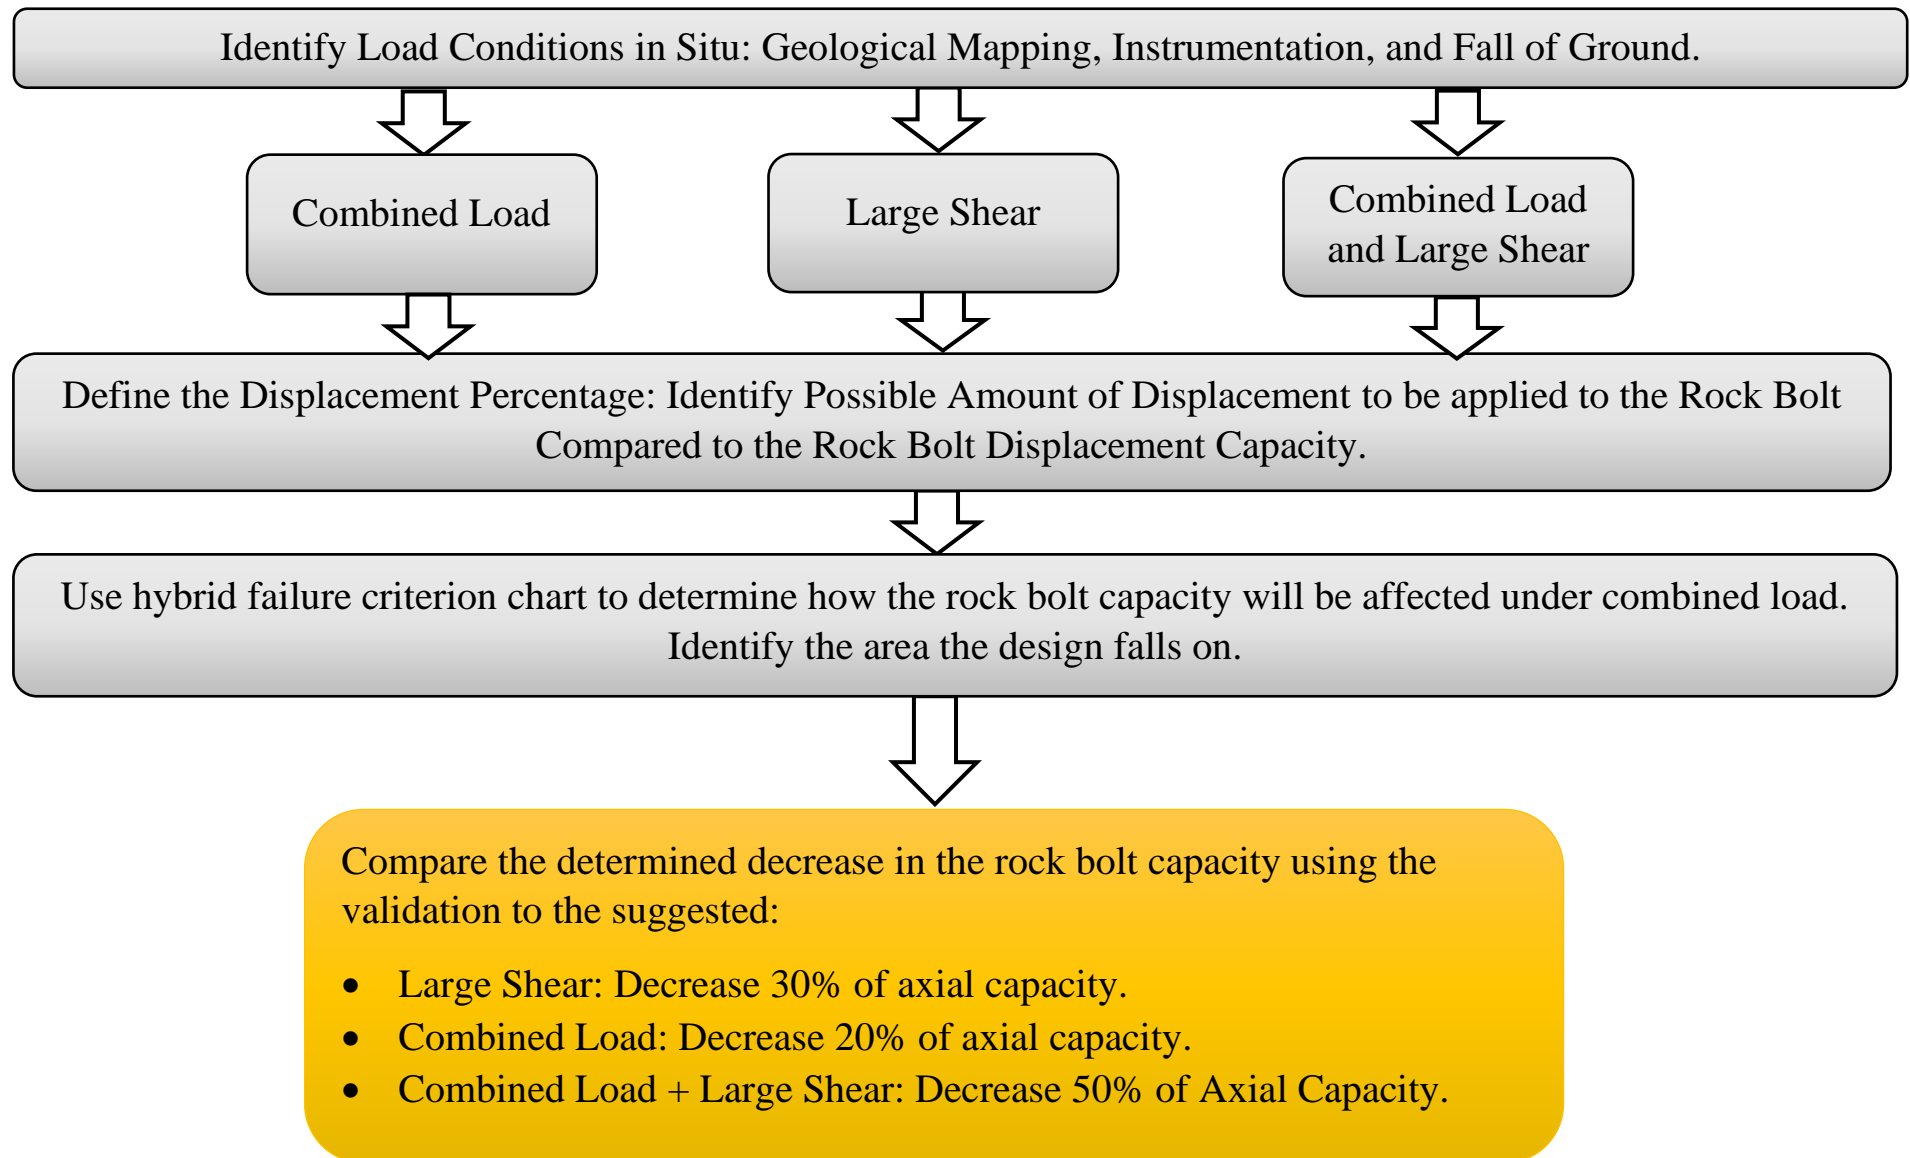 Identify Load Conditions in Situ: Geological Mapping, Instrumentation, and Fall of Ground.
Combined Load
Large Shear
Combined Load
and Large Shear
Define the Displacement Percentage: Identify Possible Amount of Displacement to be applied to the Rock Bolt
Compared to the Rock Bolt Displacement Capacity.
Use hybrid failure criterion chart to determine how the rock bolt capacity will be affected under combined load.
Identify the area the design falls on.
Compare the determined decrease in the rock bolt capacity using the
validation to the suggested:
• Large Shear: Decrease 30% of axial capacity.
• Combined Load: Decrease 20% of axial capacity.
• Combined Load + Large Shear: Decrease 50% of Axial Capacity.